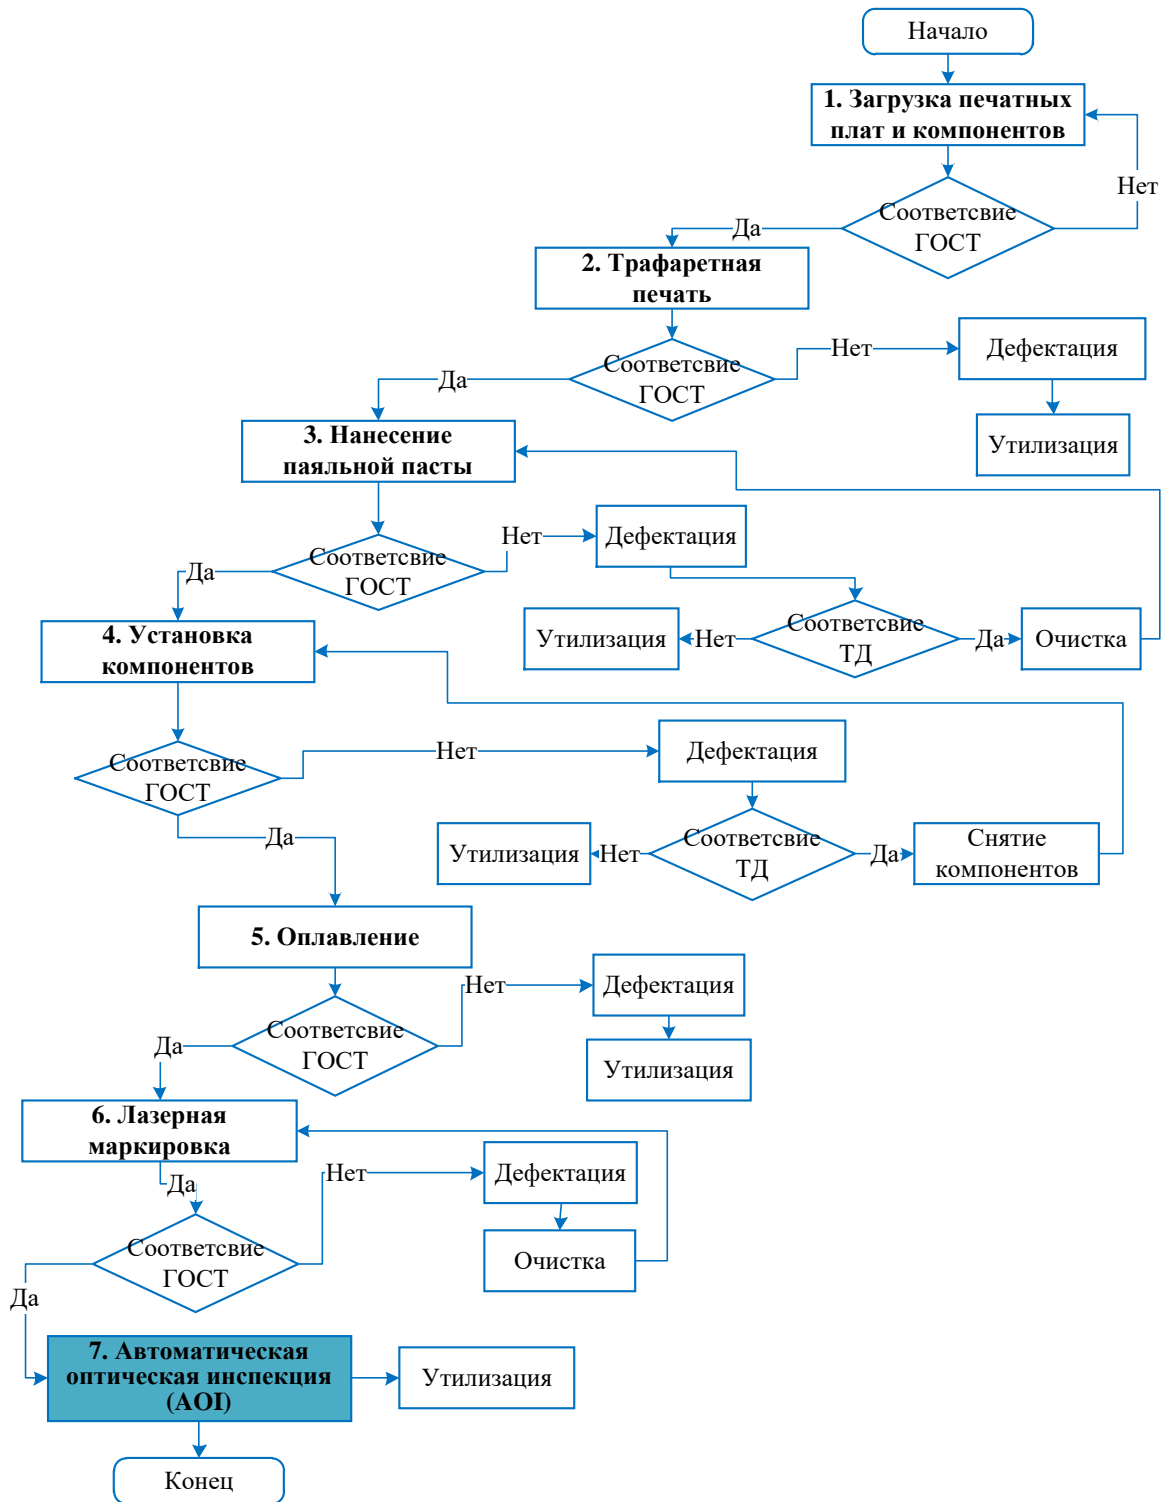 Начало
1. Загрузка печатных
плат и компонентов
Нет
Соответсвие
ГОСТ
Да
2. Трафаретная
печать
Соответсвие
ГОСТ
Нет
Дефектация
Да
Утилизация
3. Нанесение
паяльной пасты
Соответсвие
ГОСТ
Нет
Дефектация
Да
4. Установка
компонентов
Утилизация
Нет
Соответсвие
ТД
Да
Очистка
Соответсвие
ГОСТ
Нет
Дефектация
Да
Утилизация
Нет
Соответсвие
ТД
Да
Снятие
компонентов
5. Оплавление
Нет
Дефектация
Соответсвие
ГОСТ
Да
Утилизация
6. Лазерная
маркировка
Да
Нет
Дефектация
Соответсвие
ГОСТ
Очистка
Да
7. Автоматическая
оптическая инспекция
(AOI)
Утилизация
Конец